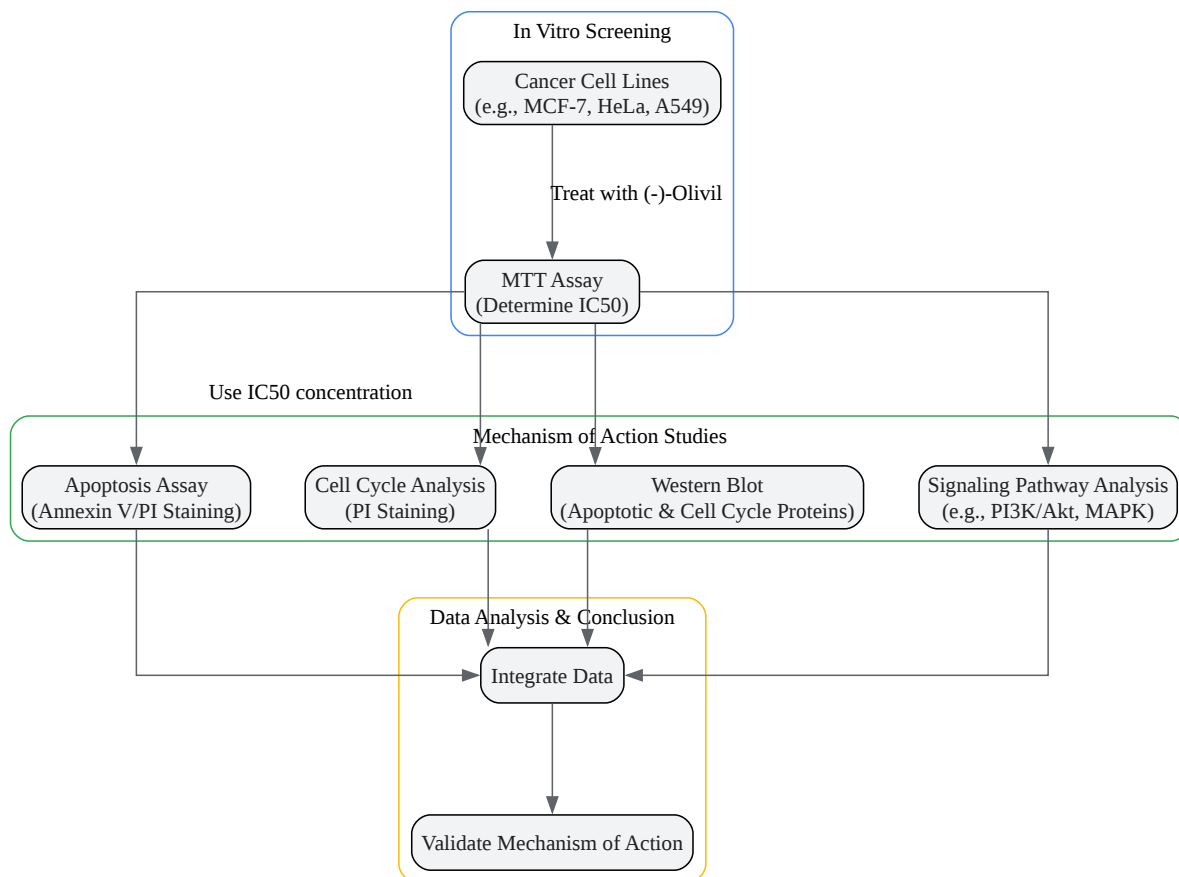 In Vitro Screening
Cancer Cell Lines
(e.g., MCF-7, HeLa, A549)
Treat with (-)-Olivil
MTT Assay
(Determine IC50)
Use IC50 concentration
Mechanism of Action Studies
Apoptosis Assay
(Annexin V/PI Staining)
Cell Cycle Analysis
(PI Staining)
Western Blot
(Apoptotic & Cell Cycle Proteins)
Signaling Pathway Analysis
(e.g., PI3K/Akt, MAPK)
Data Analysis & Conclusion
Integrate Data
Validate Mechanism of Action